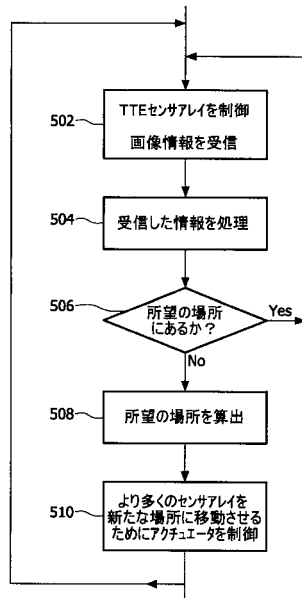 502
TTEセンサアレイを制御
画像情報を受信
504
受信した情報を処理
506
所望の場所
にあるか？
Yes
No
508
所望の場所を算出
510
より多くのセンサアレイを
新たな場所に移動させる
ためにアクチュエータを制御